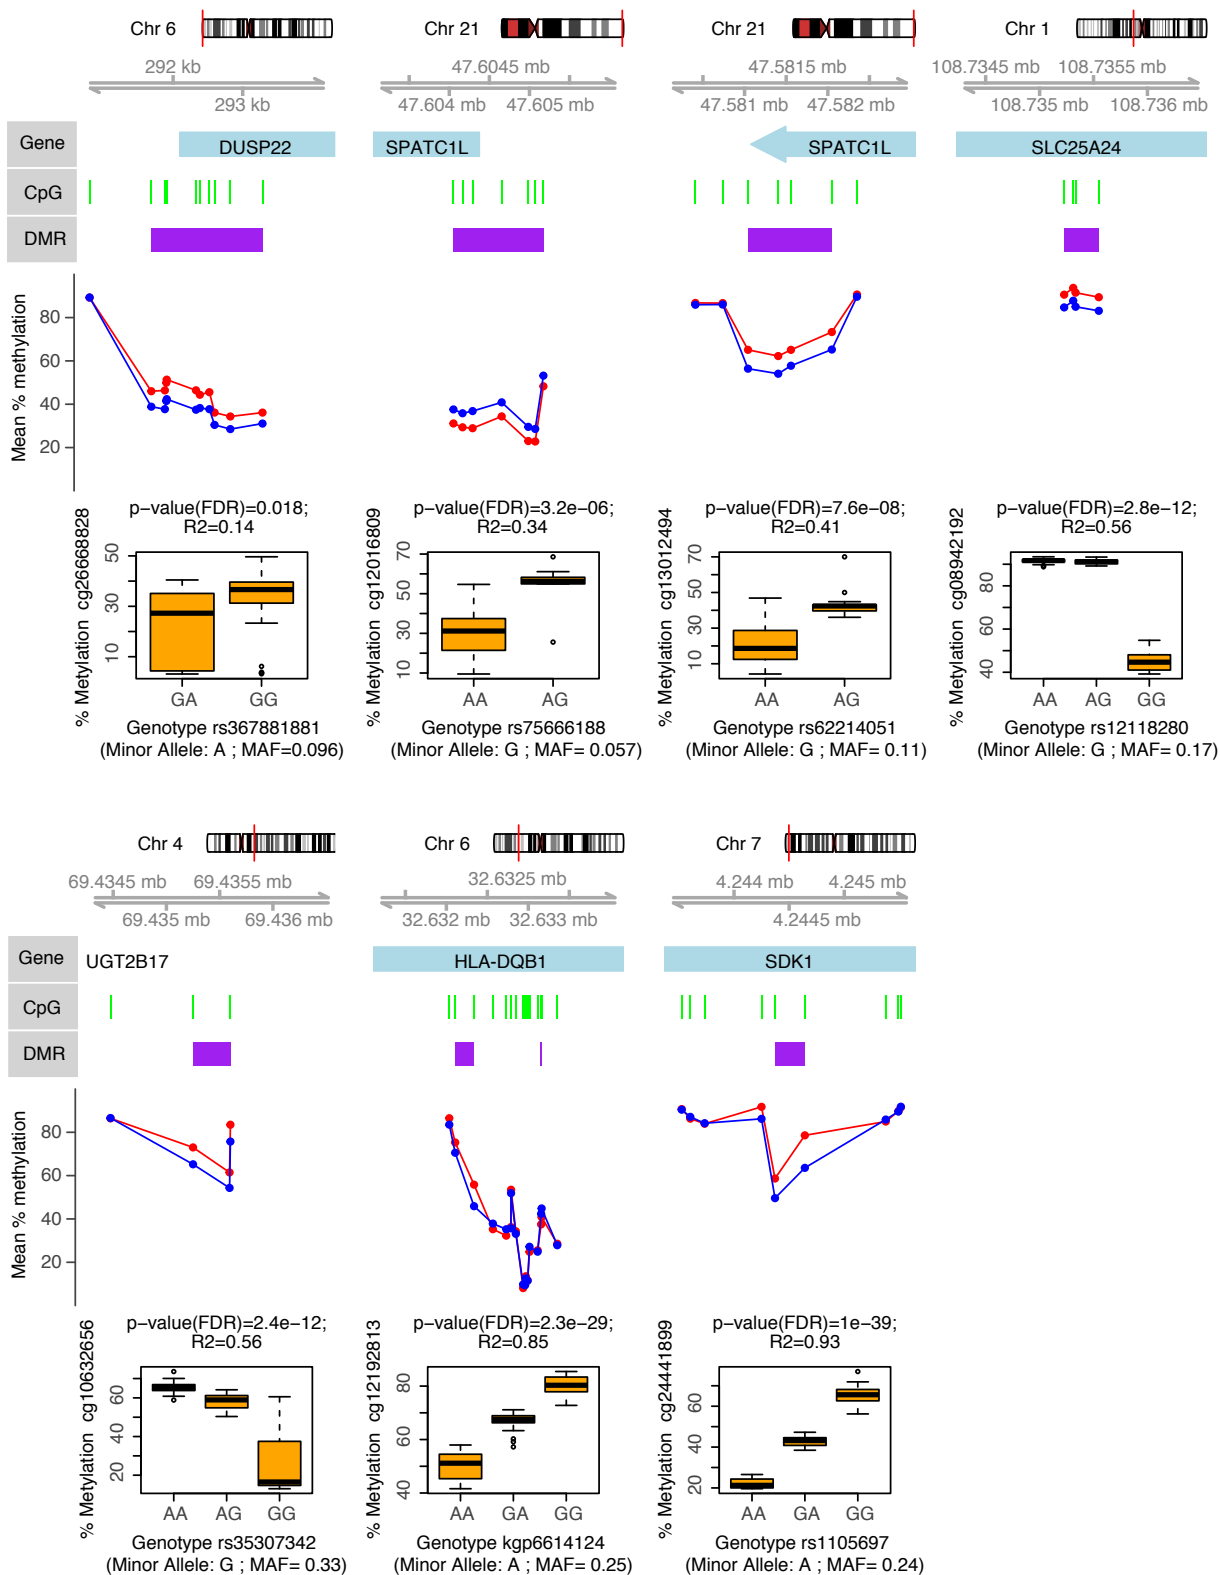 Chr 6
Chr 21
Chr 21
Chr 1
292 kb
47.6045 mb
47.5815 mb
108.7345 mb
108.7355 mb
293 kb
47.604 mb
47.605 mb
47.581 mb
47.582 mb
108.735 mb
108.736 mb
Gene
DUSP22
SPATC1L
SPATC1L
SLC25A24
CpG
DMR
Mean % methylation
80
60
40
20
p−value(FDR)=0.018;
R2=0.14
% Metylation cg26668828
50
30
10
GA
GG
Genotype rs367881881
(Minor Allele: A ; MAF=0.096)
p−value(FDR)=3.2e−06;
R2=0.34
% Metylation cg12016809
70
50
30
10
AA
AG
Genotype rs75666188
(Minor Allele: G ; MAF= 0.057)
p−value(FDR)=7.6e−08;
R2=0.41
% Metylation cg13012494
70
50
30
10
AA
AG
Genotype rs62214051
(Minor Allele: G ; MAF= 0.11)
p−value(FDR)=2.8e−12;
R2=0.56
% Metylation cg08942192
80
60
40
AA
AG
GG
Genotype rs12118280
(Minor Allele: G ; MAF= 0.17)
Chr 4
Chr 6
Chr 7
69.4345 mb
69.4355 mb
32.6325 mb
4.244 mb
4.245 mb
69.435 mb
69.436 mb
32.632 mb
32.633 mb
4.2445 mb
Gene
UGT2B17
HLA-DQB1
SDK1
CpG
DMR
Mean % methylation
80
60
40
20
p−value(FDR)=2.4e−12;
R2=0.56
% Metylation cg10632656
60
40
20
AA
AG
GG
Genotype rs35307342
(Minor Allele: G ; MAF= 0.33)
p−value(FDR)=2.3e−29;
R2=0.85
% Metylation cg12192813
80
60
40
AA
GA
GG
Genotype kgp6614124
(Minor Allele: A ; MAF= 0.25)
p−value(FDR)=1e−39;
R2=0.93
% Metylation cg24441899
60
40
20
AA
GA
GG
Genotype rs1105697
(Minor Allele: A ; MAF= 0.24)